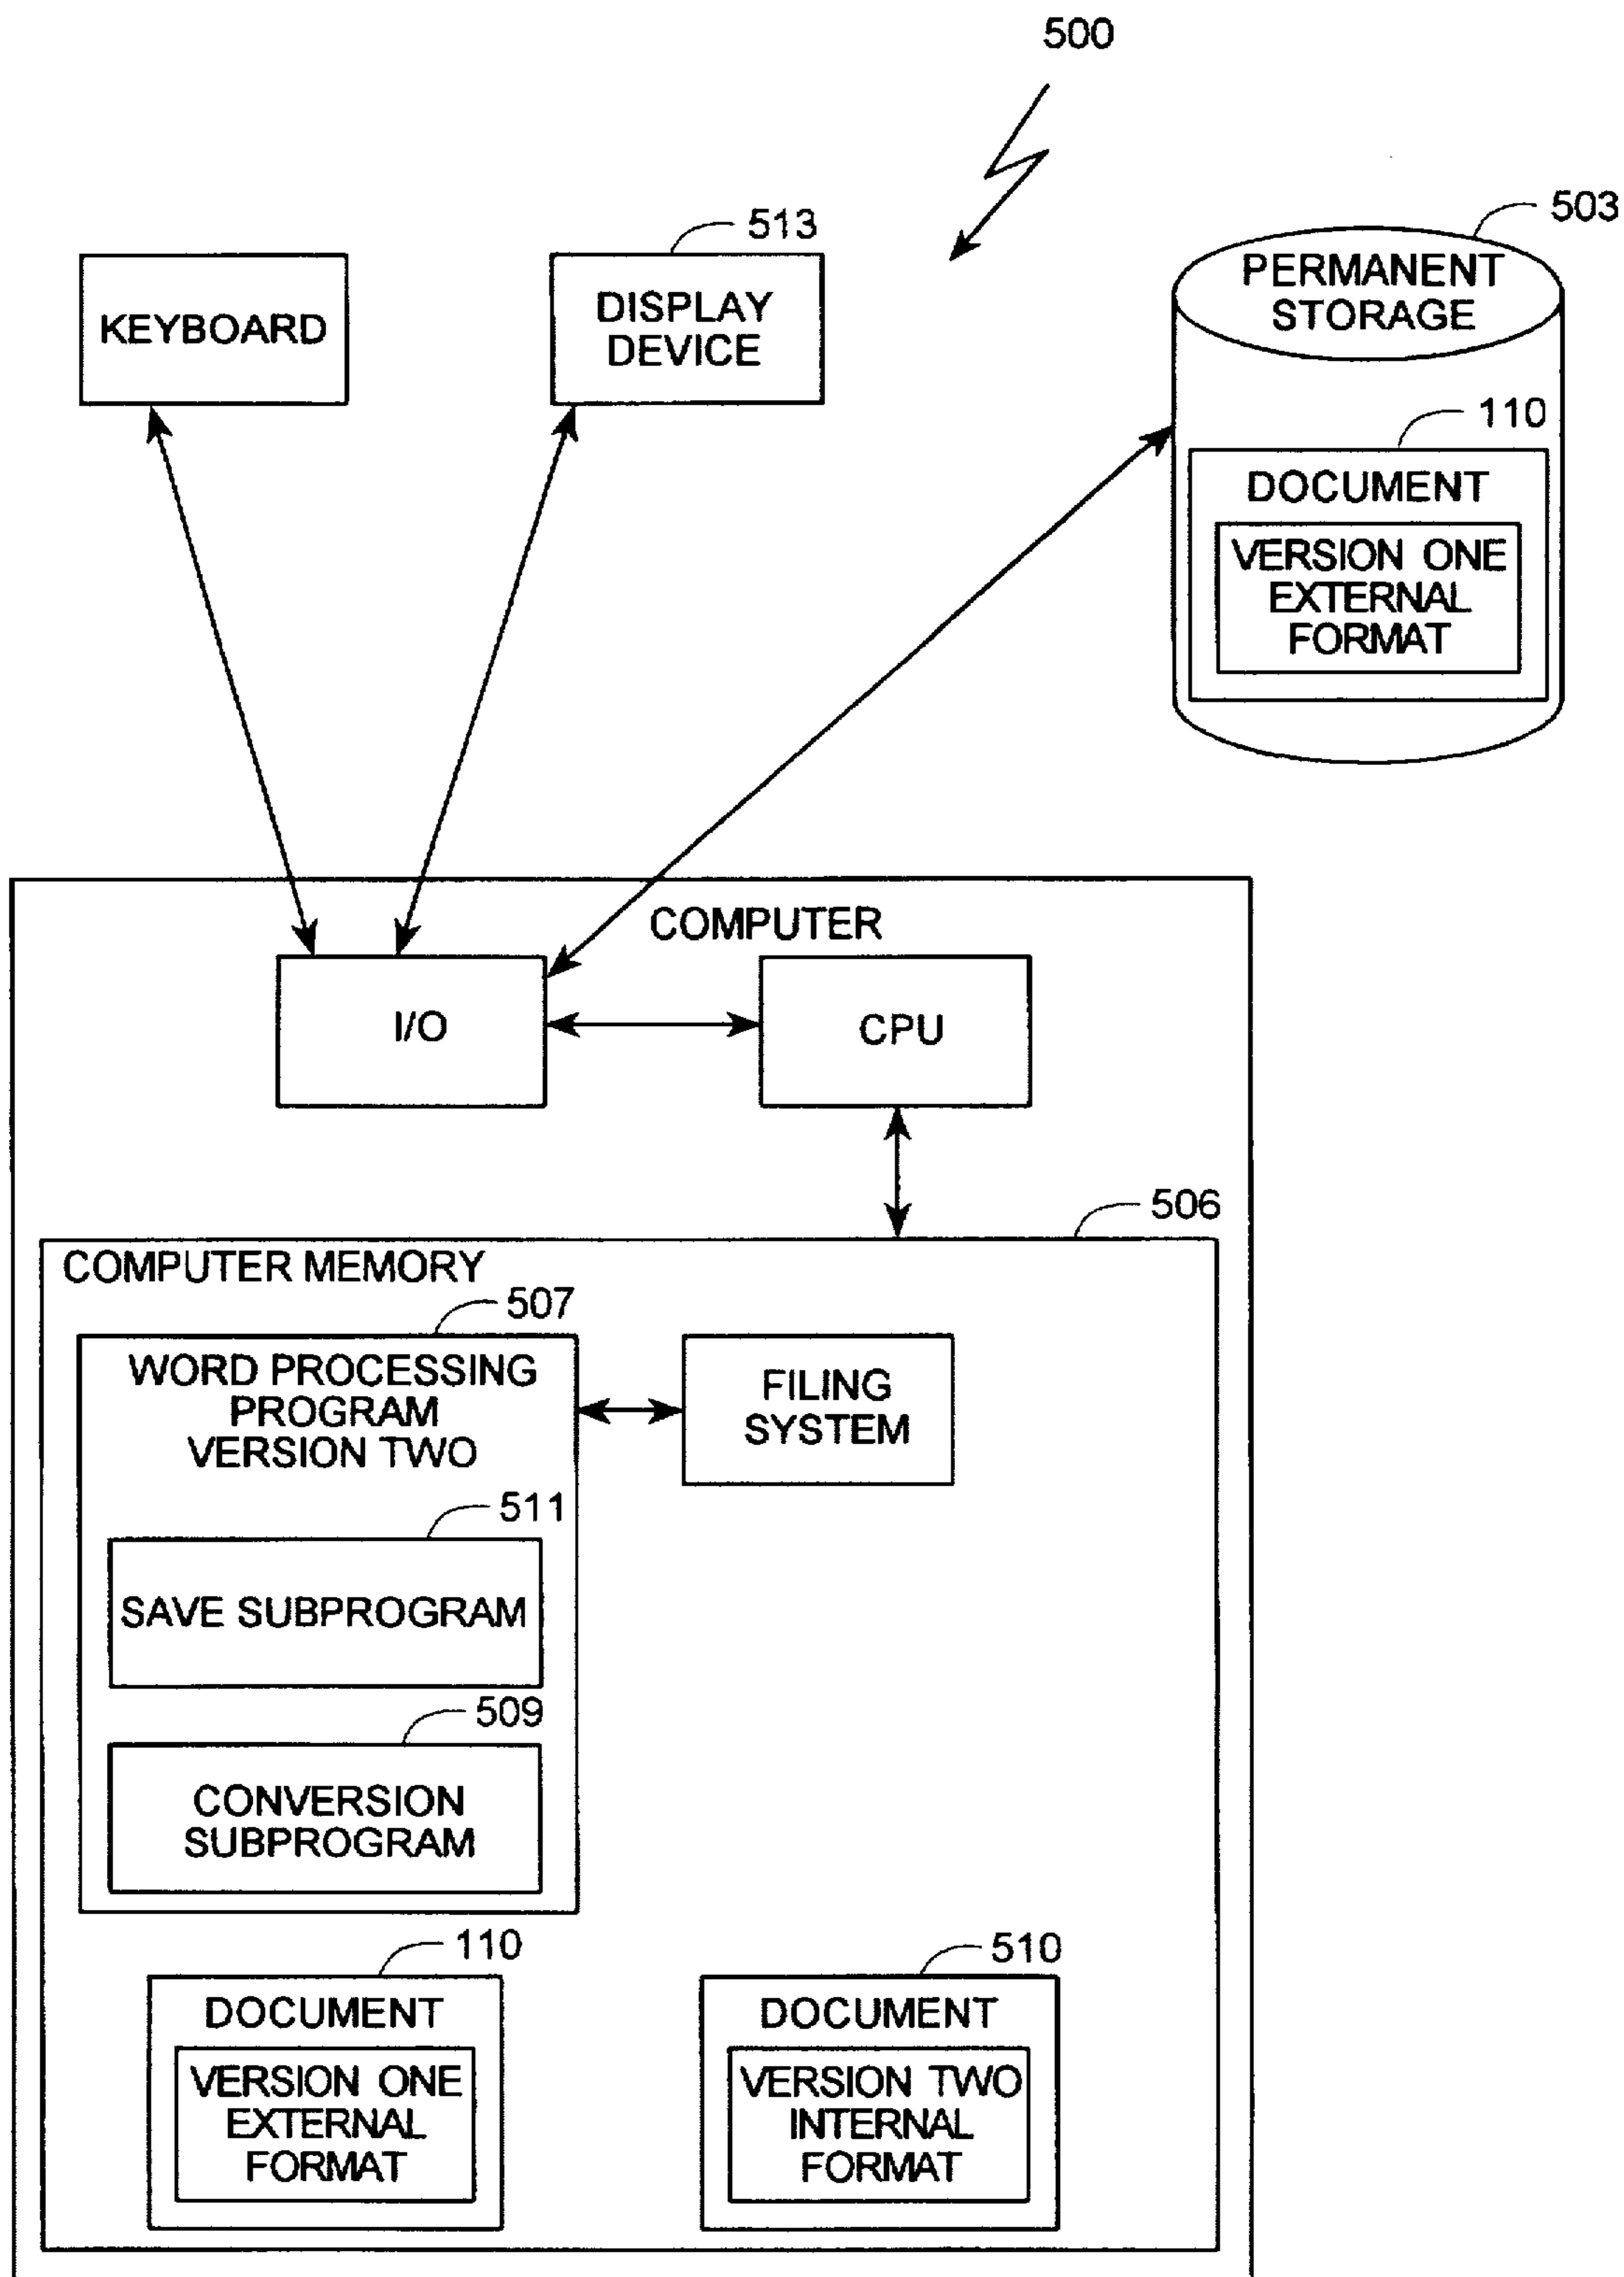 500
513
503
KEYBOARD
DISPLAY
DEVICE
PERMANENT
STORAGE
110
DOCUMENT
VERSION ONE
EXTERNAL
FORMAT
COMPUTER
I/O
CPU
506
COMPUTER MEMORY
507
WORD PROCESSING
PROGRAM
VERSION TWO
FILING
SYSTEM
511
SAVE SUBPROGRAM
509
CONVERSION
SUBPROGRAM
110
DOCUMENT
VERSION ONE
EXTERNAL
FORMAT
510
DOCUMENT
VERSION TWO
INTERNAL
FORMAT